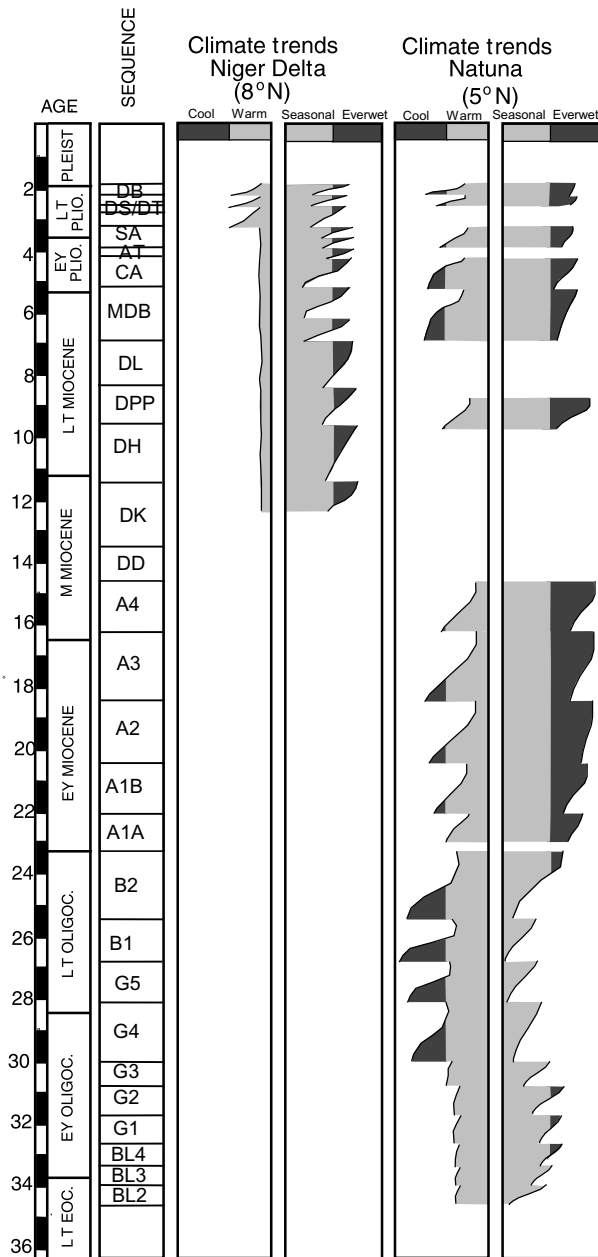 Climate trends
Niger Delta
(8°N)
Climate trends
Natuna
(5°N)
AGE
SEQUENCE
Cool Warm
Seasonal Everwet
Cool Warm
Seasonal Everwet
PLEIST
LT
PLIO.
EY
PLIO.
LT MIOCENE
M MIOCENE
EY MIOCENE
LT OLIGOC.
EY OLIGOC.
LT EOC.
2
4
6
8
10
12
14
16
18
20
22
24
26
28
30
32
34
36
DB
DS/DT
SA
AT
CA
MDB
DL
DPP
DH
DK
DD
A4
A3
A2
A1B
A1A
B2
B1
G5
G4
G3
G2
G1
BL4
BL3
BL2